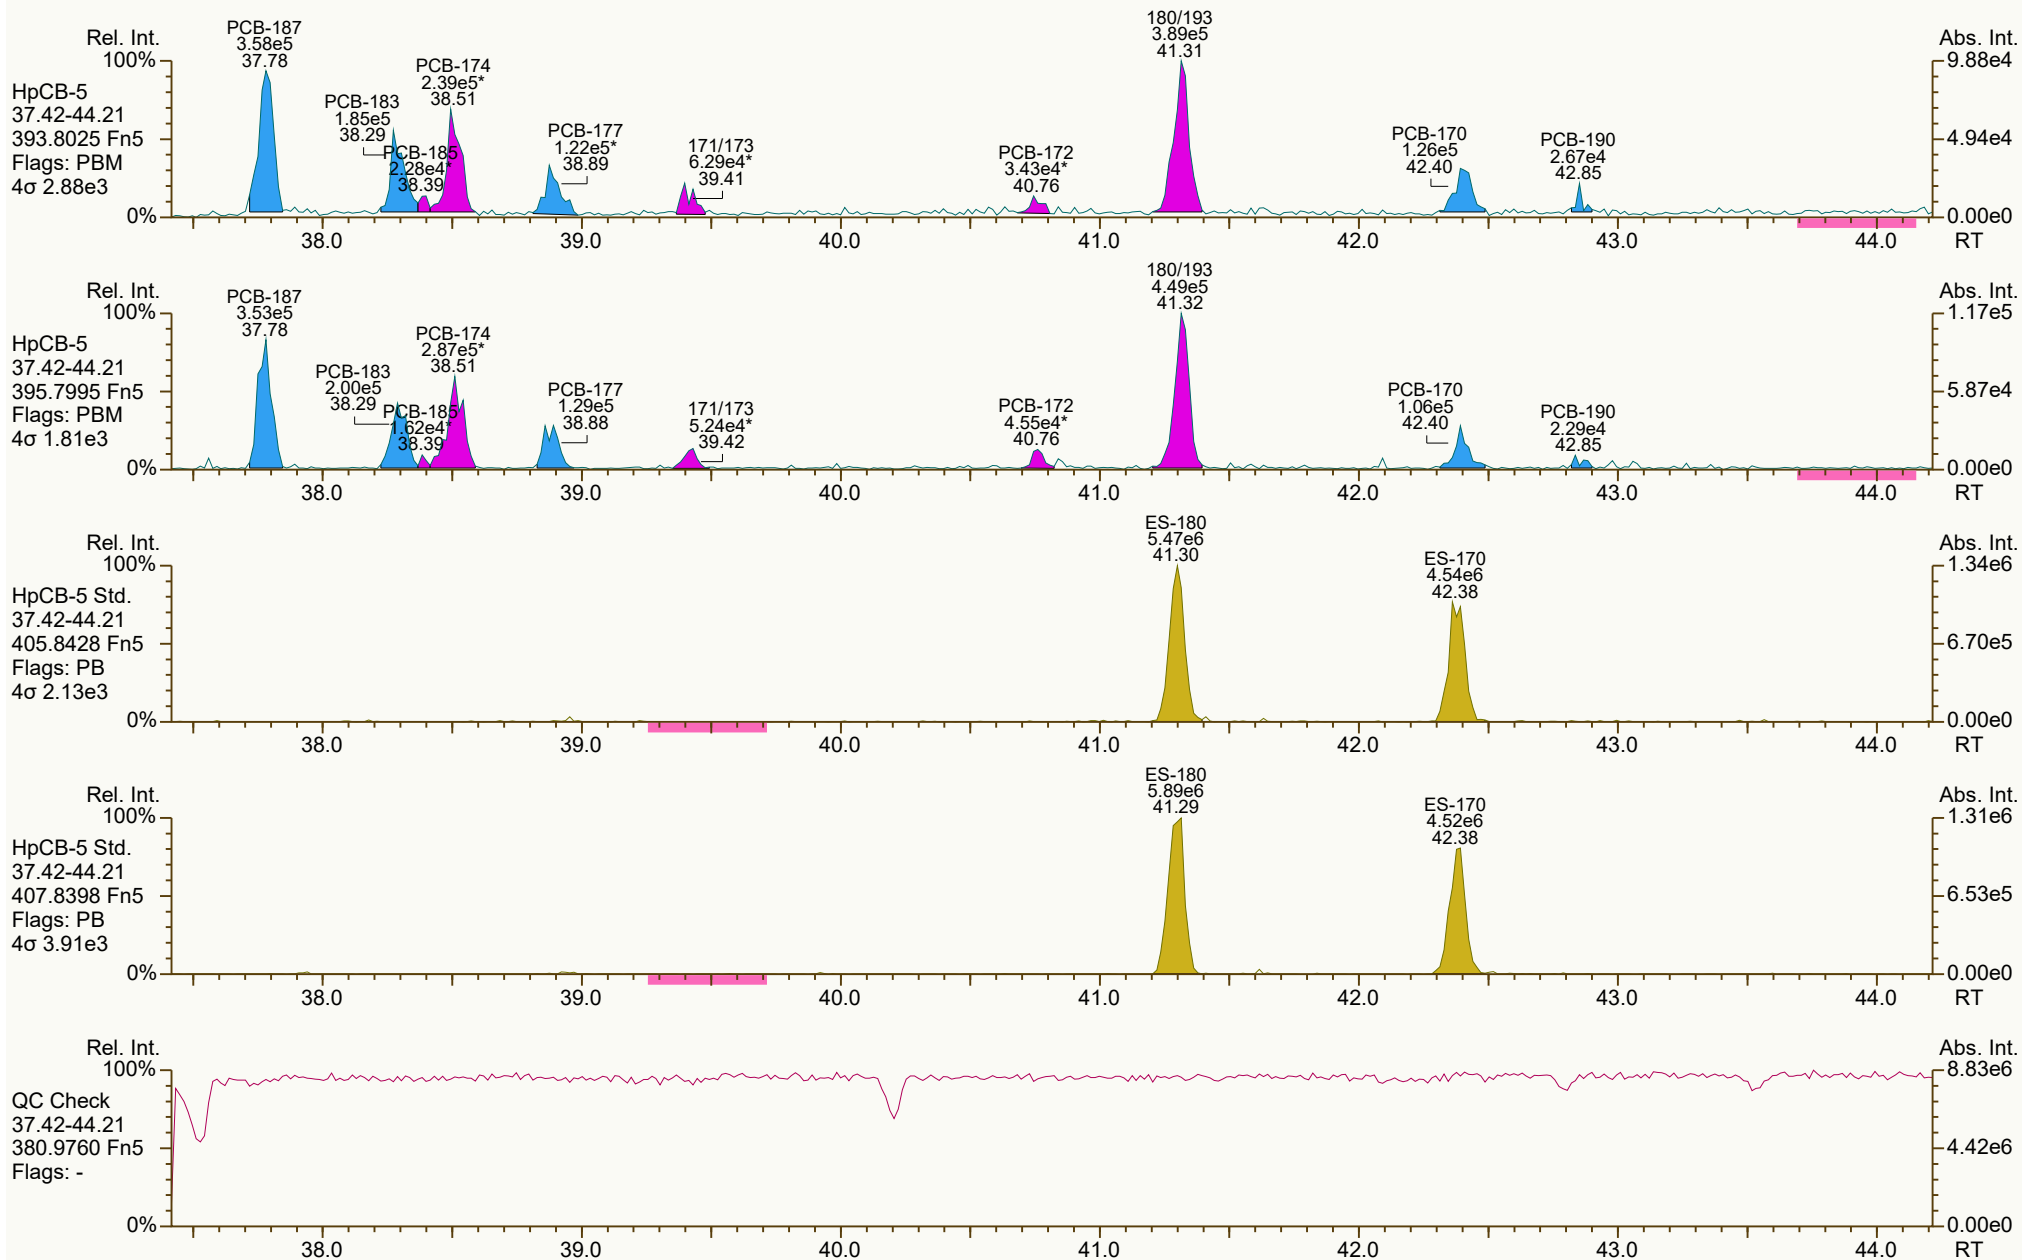 Rel. Int.
100%
0%
HpCB-5
37.42-44.21
393.8025 Fn5
Flags: PBM
4σ 2.88e3
PCB-187
3.58e5
37.78
PCB-183
1.85e5
38.29
PCB-185
2.28e4*
38.39
PCB-174
2.39e5*
38.51
PCB-177
1.22e5*
38.89
171/173
6.29e4*
39.41
PCB-172
3.43e4*
40.76
180/193
3.89e5
41.31
PCB-170
1.26e5
42.40
PCB-190
2.67e4
42.85
Abs. Int.
9.88e4
4.94e4
0.00e0
38.0 39.0 40.0 41.0 42.0 43.0 44.0 RT
Rel. Int.
100%
0%
HpCB-5
37.42-44.21
395.7995 Fn5
Flags: PBM
4σ 1.81e3
PCB-187
3.53e5
37.78
PCB-183
2.00e5
38.29
PCB-185
1.62e4*
38.39
PCB-174
2.87e5*
38.51
PCB-177
1.29e5
38.88
171/173
5.24e4*
39.42
PCB-172
4.55e4*
40.76
180/193
4.49e5
41.32
PCB-170
1.06e5
42.40
PCB-190
2.29e4
42.85
Abs. Int.
1.17e5
5.87e4
0.00e0
38.0 39.0 40.0 41.0 42.0 43.0 44.0 RT
Rel. Int.
100%
0%
HpCB-5 Std.
37.42-44.21
405.8428 Fn5
Flags: PB
4σ 2.13e3
ES-180
5.47e6
41.30
ES-170
4.54e6
42.38
Abs. Int.
1.34e6
6.70e5
0.00e0
38.0 39.0 40.0 41.0 42.0 43.0 44.0 RT
Rel. Int.
100%
0%
HpCB-5 Std.
37.42-44.21
407.8398 Fn5
Flags: PB
4σ 3.91e3
ES-180
5.89e6
41.29
ES-170
4.52e6
42.38
Abs. Int.
1.31e6
6.53e5
0.00e0
38.0 39.0 40.0 41.0 42.0 43.0 44.0 RT
Rel. Int.
100%
0%
QC Check
37.42-44.21
380.9760 Fn5
Flags: -
Abs. Int.
8.83e6
4.42e6
0.00e0
38.0 39.0 40.0 41.0 42.0 43.0 44.0 RT